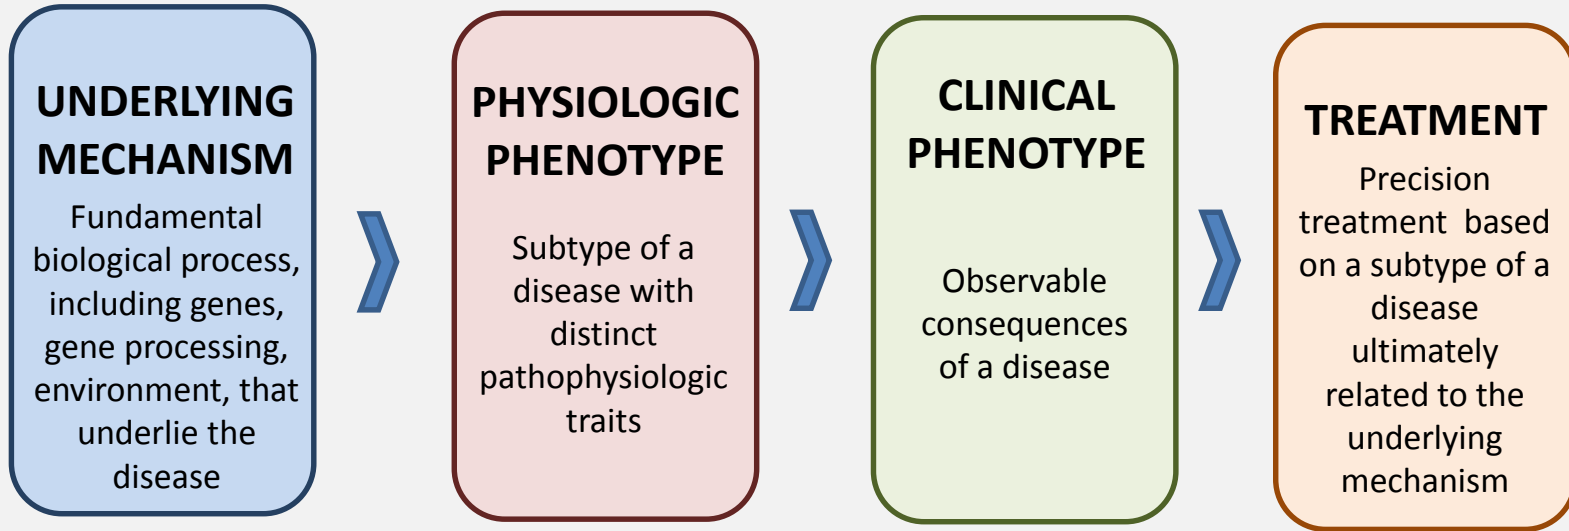 UNDERLYING
MECHANISM
Fundamental
biological process,
including genes,
gene processing,
environment, that
underlie the
disease
PHYSIOLOGIC
PHENOTYPE
Subtype of a
disease with
distinct
pathophysiologic
traits
CLINICAL
PHENOTYPE
Observable
consequences
of a disease
TREATMENT
Precision
treatment based
on a subtype of a
disease
ultimately
related to the
underlying
mechanism